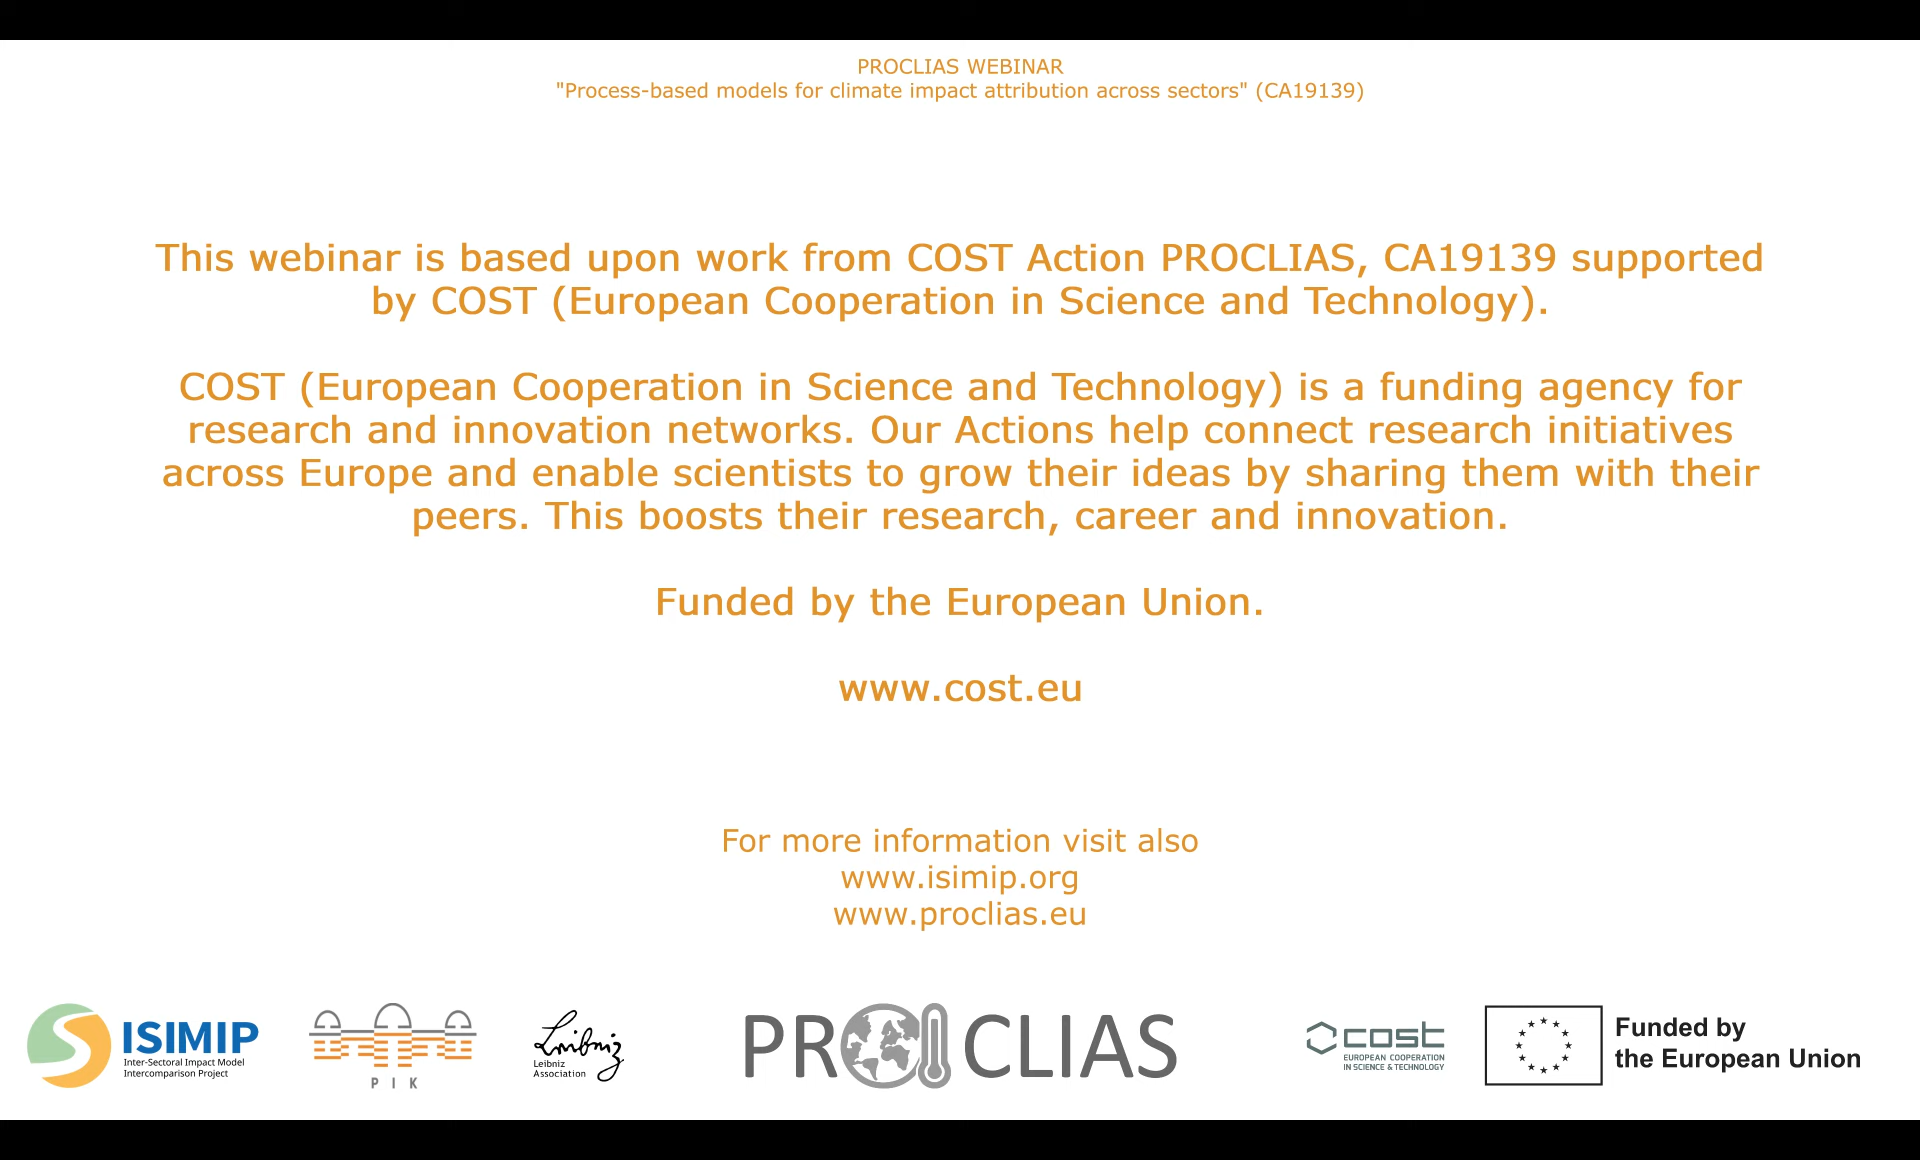 PROCLIAS WEBINAR
"Process-based models for climate impact attribution across sectors" (CA19139)
This webinar is based upon work from COST Action PROCLIAS, CA19139 supported
by COST (European Cooperation in Science and Technology).
COST (European Cooperation in Science and Technology) is a funding agency for
research and innovation networks. Our Actions help connect research initiatives
across Europe and enable scientists to grow their ideas by sharing them with their
peers. This boosts their research, career and innovation.
Funded by the European Union.
www.cost.eu
For more information visit also
www.isimip.org
www.proclias.eu
ISIMIP
Inter-Sectoral Impact Model
Intercomparison Project
PIK
Leibniz
Leibniz
Association
PROCLIAS
cost
EUROPEAN COOPERATION
IN SCIENCE & TECHNOLOGY
Funded by
the European Union